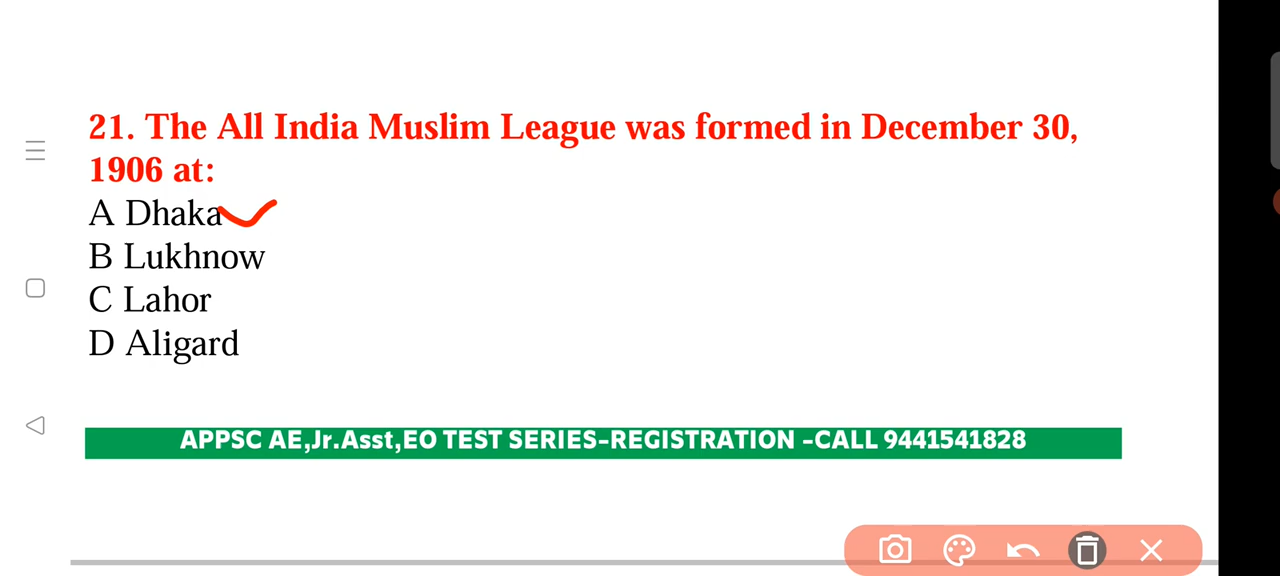 21. The All India Muslim League was formed in December 30,
1906 at:
A Dhaka
B Lukhnow
C Lahor
D Aligard
APPSC AE,Jr.Asst,EO TEST SERIES-REGISTRATION -CALL 9441541828